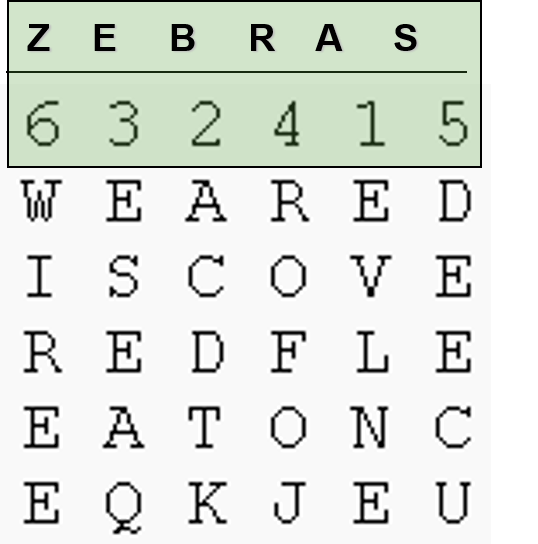 Z E B R A S
6 3 2 4 1 5
W E A R E D
I S C O V E
R E D F L E
E A T O N C
E Q K J E U